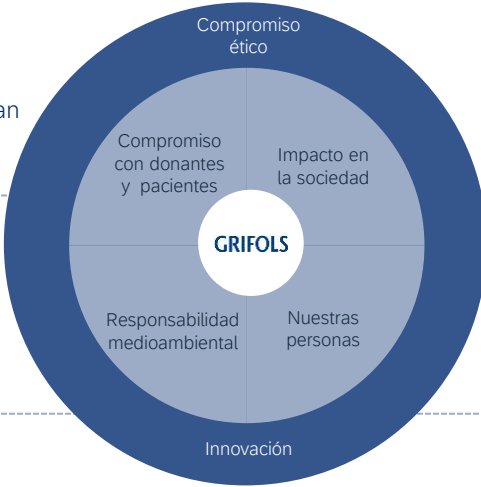 Compromiso
ético
an
Compromiso
con donantes
y pacientes
Impacto en
la sociedad
GRIFOLS
Responsabilidad
medioambiental
Nuestras
personas
Innovación